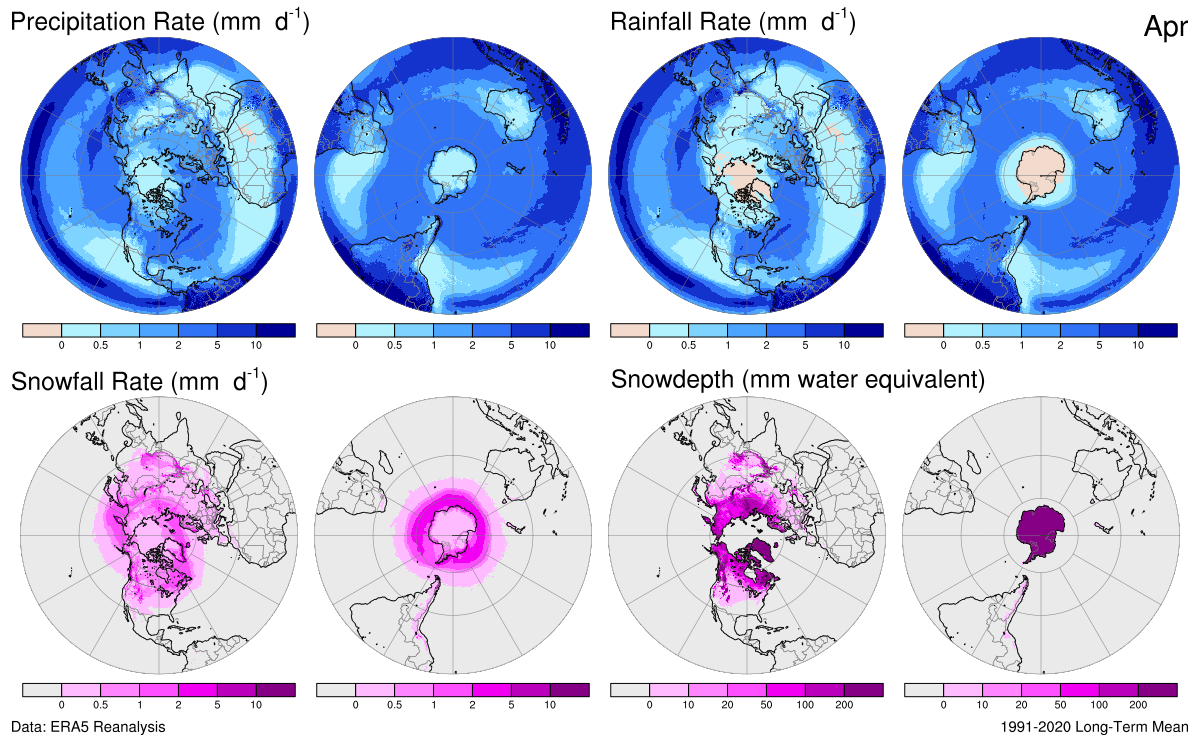 Precipitation Rate (mm d-1)
Rainfall Rate (mm d-1)
Apr
0 0.5 1 2 5 10
0 0.5 1 2 5 10
0 0.5 1 2 5 10
0 0.5 1 2 5 10
Snowfall Rate (mm d-1)
Snowdepth (mm water equivalent)
0 0.5 1 2 5 10
0 0.5 1 2 5 10
0 10 20 50 100 200
0 10 20 50 100 200
Data: ERA5 Reanalysis
1991-2020 Long-Term Mean